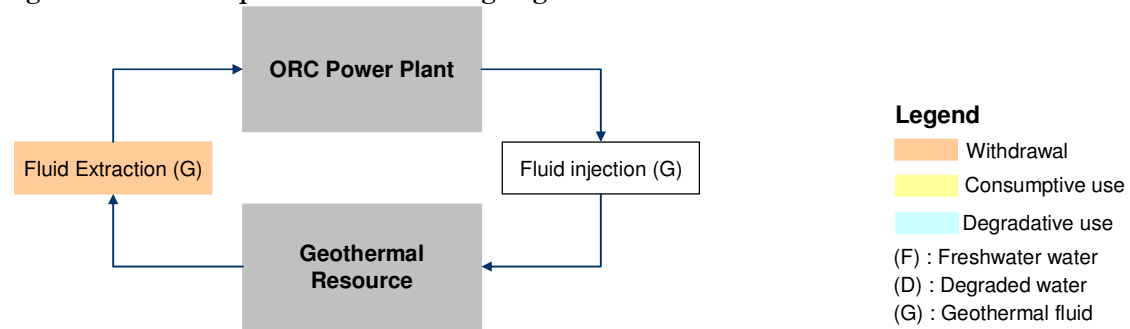 ORC Power Plant
Fluid Extraction (G)
Fluid injection (G)
Geothermal
Resource
Legend
Withdrawal
Consumptive use
Degradative use
(F) : Freshwater water
(D) : Degraded water
(G) : Geothermal fluid